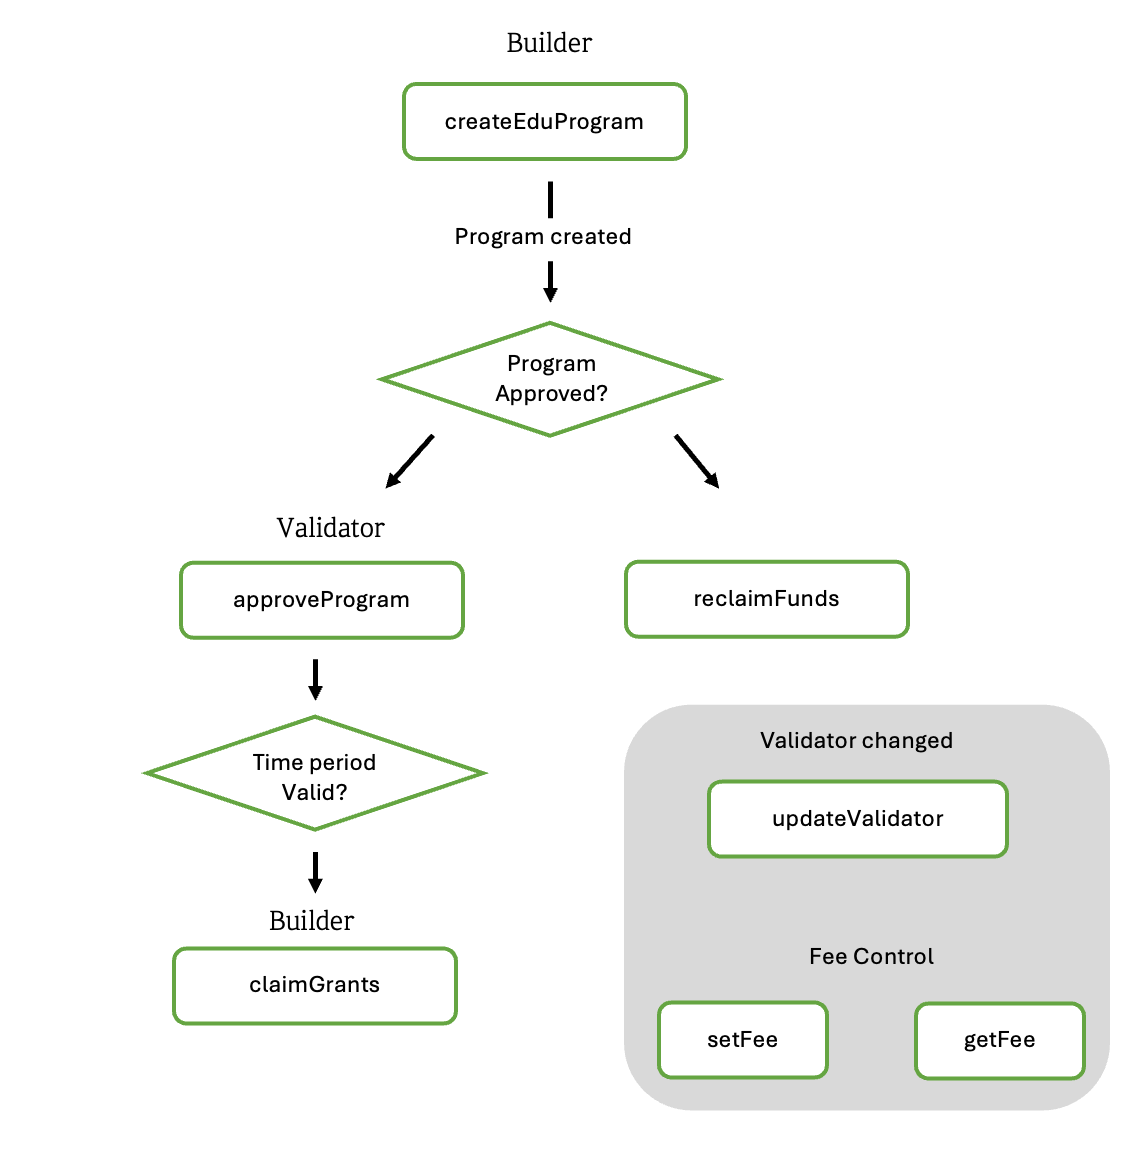 Builder
createEduProgram
Program created
Program
Approved?
Validator
approveProgram
reclaimFunds
Time period
Valid?
Builder
claimGrants
Validator changed
updateValidator
Fee Control
setFee
getFee